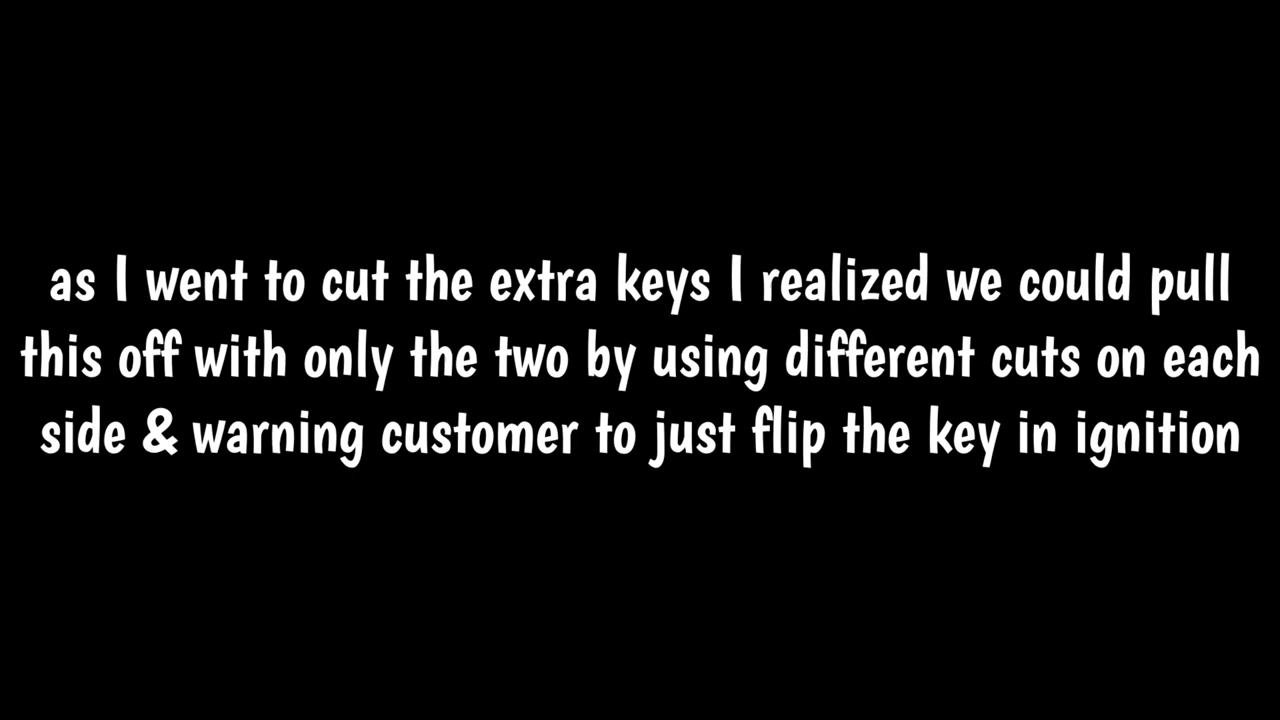 as I went to cut the extra keys I realized we could pull
this off with only the two by using different cuts on each
side & warning customer to just flip the key in ignition